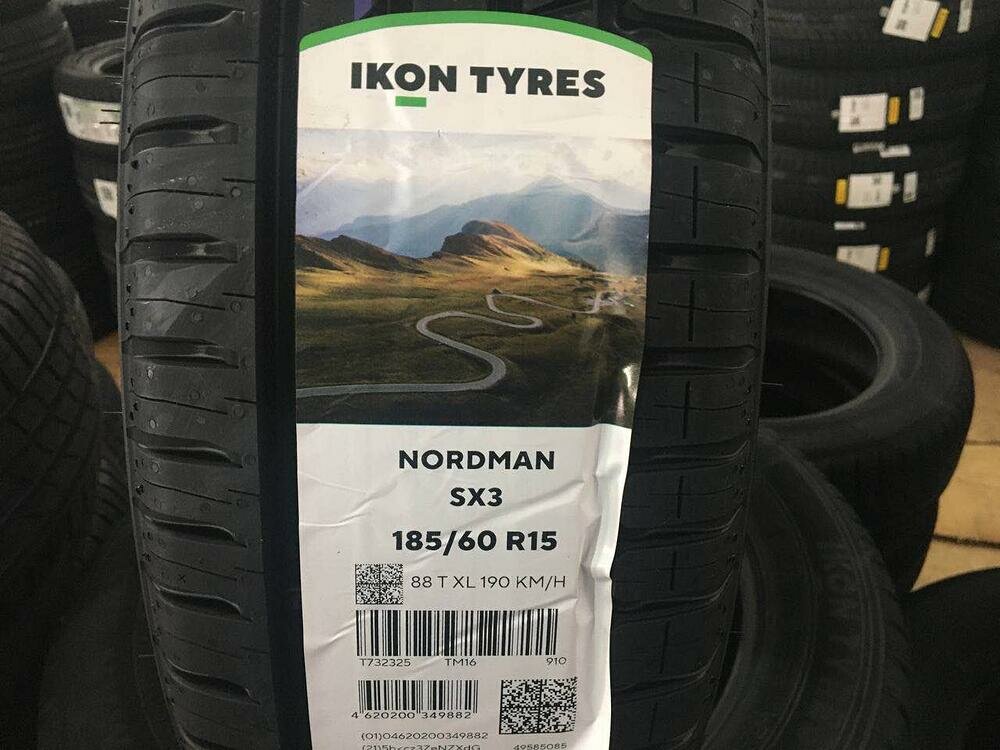 IKON TYRES
NORDMAN
SX3
185/60 R15
88 T XL 190 KM/H
T732325 TM16 910
4 620200 349882
(01)04620200349882
49585085